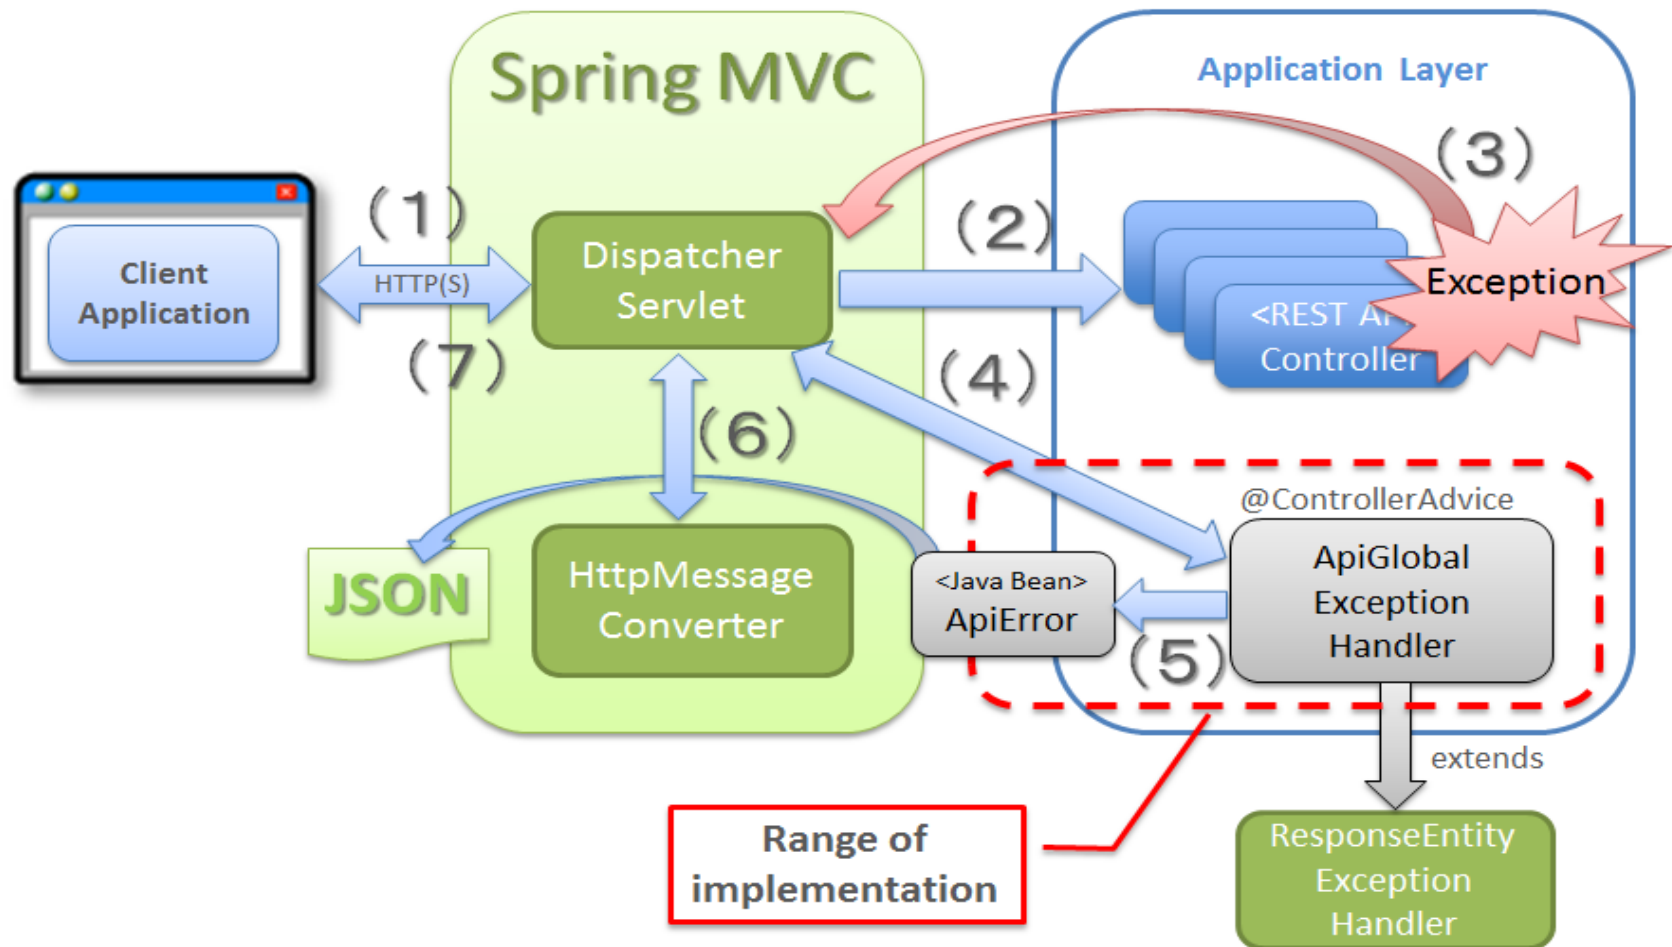 Spring MVC
Application Layer
(3)
(1)
(2)
Client
Application
HTTP(S)
Dispatcher
Servlet
Exception
<REST AP
Controller
(7)
(4)
(6)
@ControllerAdvice
JSON
HttpMessage
Converter
<Java Bean>
ApiError
ApiGlobal
Exception
Handler
(5)
extends
Range of
implementation
ResponseEntity
Exception
Handler